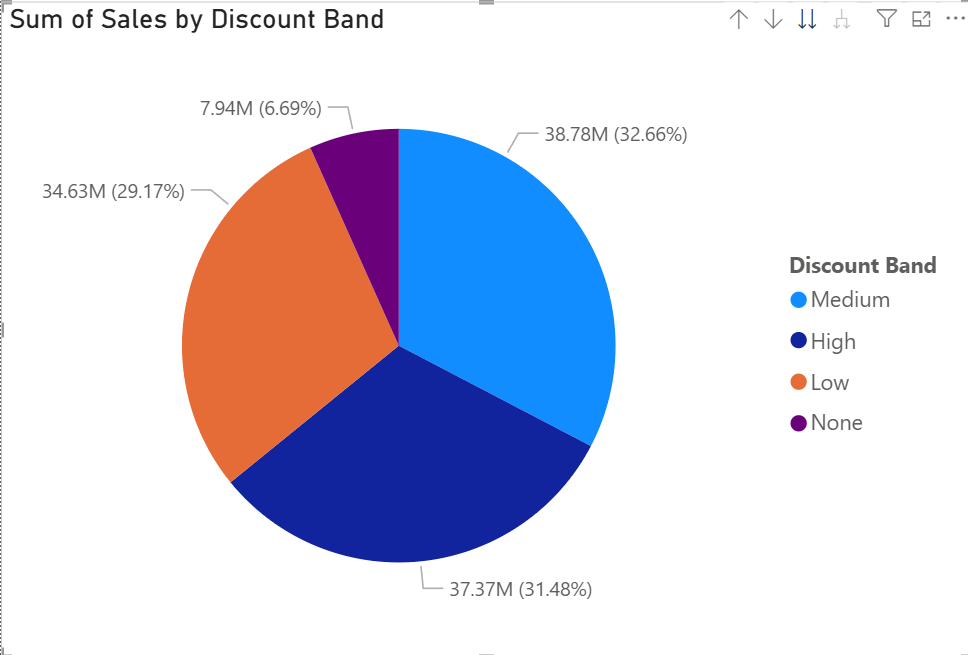 Sum of Sales by Discount Band
7.94M (6.69%)
38.78M (32.66%)
34.63M (29.17%)
37.37M (31.48%)
Discount Band
Medium
High
Low
None